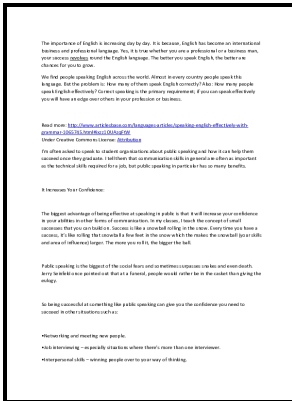 The importance of English is increasing day by day. It is because, English has become an international
business and professional language. Yes, it is true whether you are a professional or a business man,
your success revolves round the English language. The better you speak English, the better are
chances for you to grow.
We find people speaking English across the world. Almost in every country people speak this
language. But the problem is: How many of them speak English correctly? Also: How many people
speak English effectively? Correct speaking is the primary requirement; if you can speak effectively
you will have an edge over others in your profession or business.
Read more: http://www.articlesbase.com/languages-articles/speaking-english-effectively-with-
Under Creative Commons License: Attribution
I'm often asked to speak to student organizations about public speaking and how it can help them
succeed once they graduate. I tell them that communication skills in general are often as important
as the technical skills required for a job, but public speaking in particular has so many benefits.
It Increases Your Confidence:
The biggest advantage of being effective at speaking in public is that it will increase your confidence
in your abilities in other forms of communication. In my classes, I teach the concept of small
successes that you can build on. Success is like a snowball rolling in the snow. Every time you have a
success, it's like rolling that snowball a few feet in the snow which the makes the snowball (your skills
and area of influence) larger. The more you roll it, the bigger the ball.
Public speaking is the biggest of the social fears and sometimes surpasses snakes and even death.
Jerry Seinfeld once pointed out that at a funeral, people would rather be in the casket than giving the
eulogy.
So being successful at something like public speaking can give you the confidence you need to
succeed in other situations such as:
•Networking and meeting new people.
•Job interviewing – especially situations where there's more than one interviewer.
•Interpersonal skills – winning people over to your way of thinking.